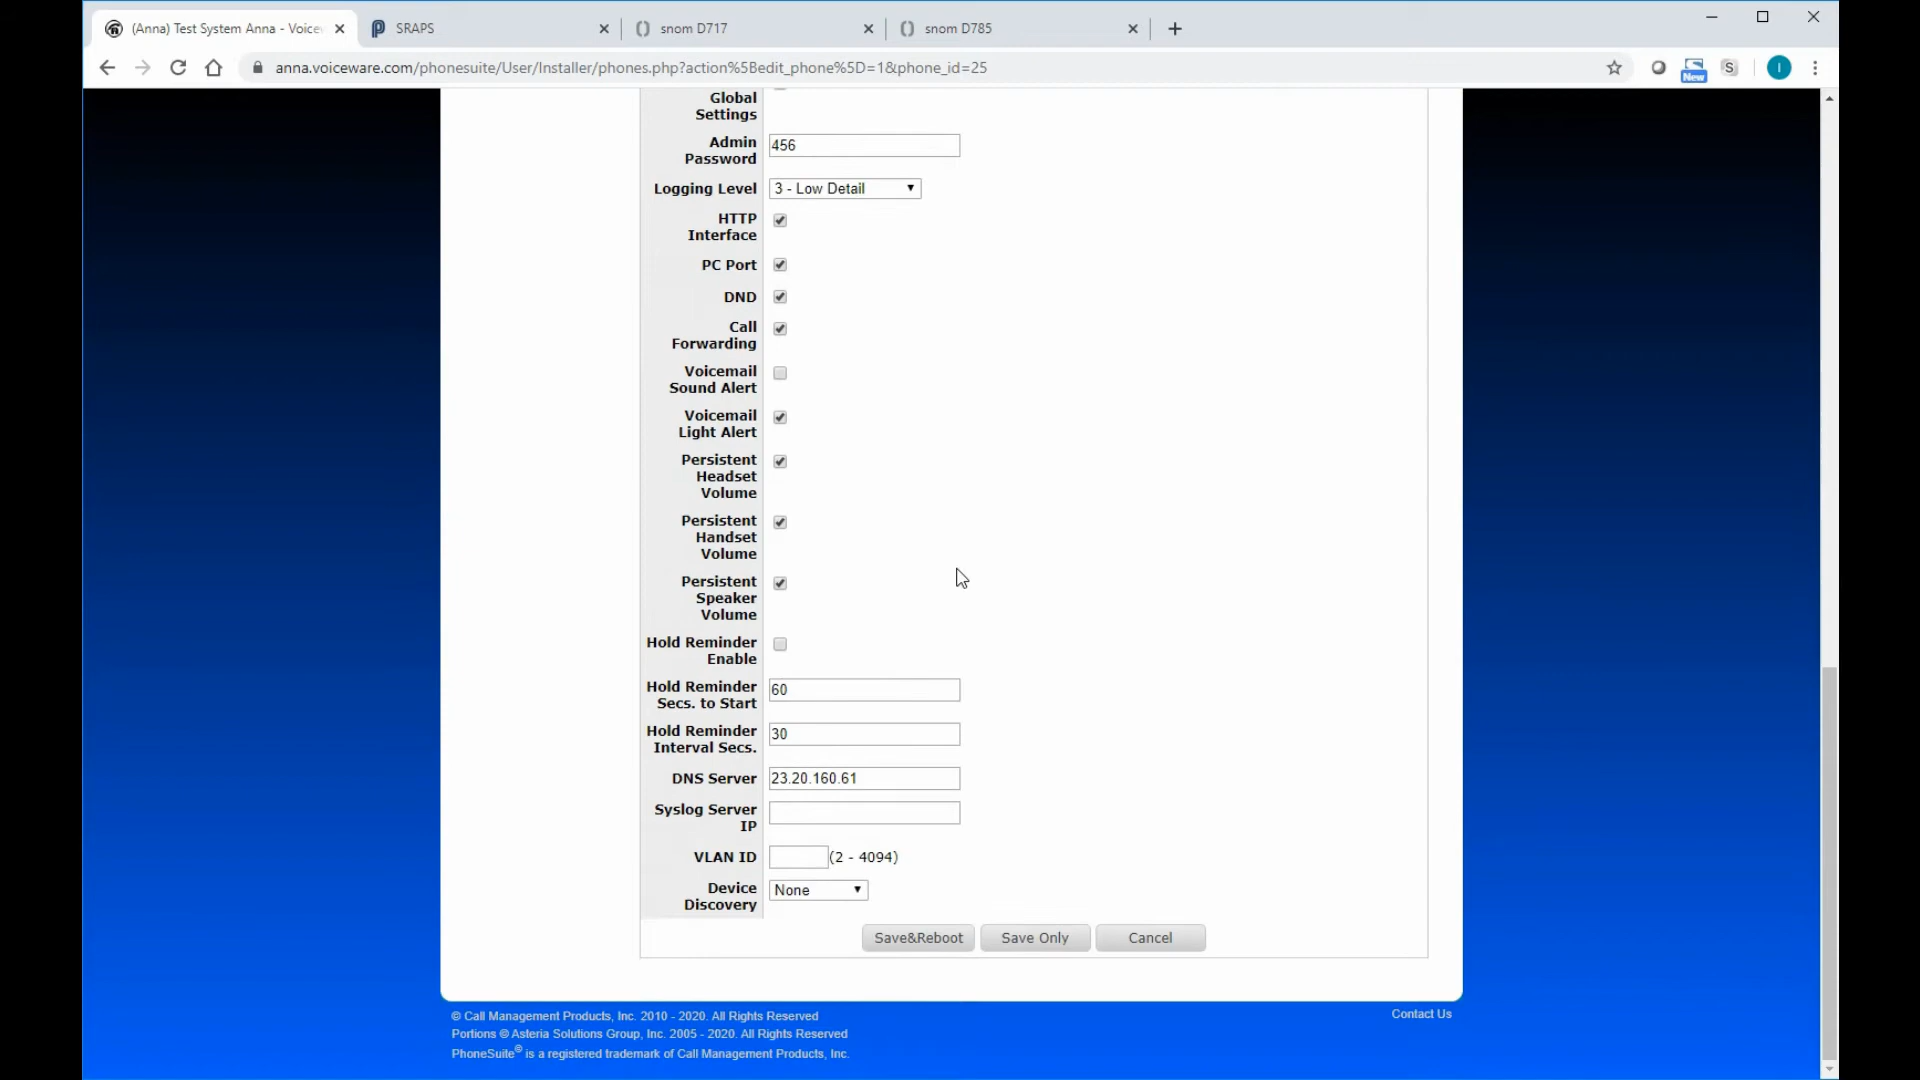 (Anna) Test System Anna - Voice
SRAPS
snom D717
snom D785
anna.voiceware.com/phonesuite/User/Installer/phones.php?action%5Bedit_phone%5D=1&phone_id=25
New
S
I
Global
Settings
Admin
Password
456
Logging Level
3 - Low Detail
HTTP
Interface
PC Port
DND
Call
Forwarding
Voicemail
Sound Alert
Voicemail
Light Alert
Persistent
Headset
Volume
Persistent
Handset
Volume
Persistent
Speaker
Volume
Hold Reminder
Enable
Hold Reminder
Secs. to Start
60
Hold Reminder
Interval Secs.
30
DNS Server
23.20.160.61
Syslog Server
IP
VLAN ID
(2 - 4094)
Device
Discovery
None
Save&Reboot
Save Only
Cancel
© Call Management Products, Inc. 2010 - 2020. All Rights Reserved
Contact Us
Portions © Asteria Solutions Group, Inc. 2005 - 2020. All Rights Reserved
PhoneSuite© is a registered trademark of Call Management Products, Inc.